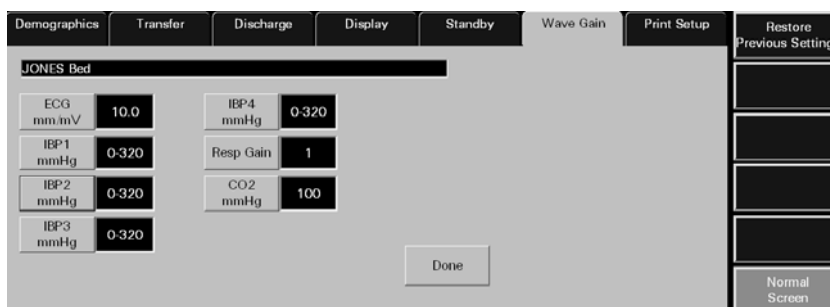 Demographics Transfer Discharge Display Standby Wave Gain Print Setup
Restore
Previous Setting
JONES Bed
ECG
mm/mV
10.0
IBP4
mmHg
0-320
IBP1
mmHg
0-320
Resp Gain
1
IBP2
mmHg
0-320
CO2
mmHg
100
IBP3
mmHg
0-320
Done
Normal
Screen